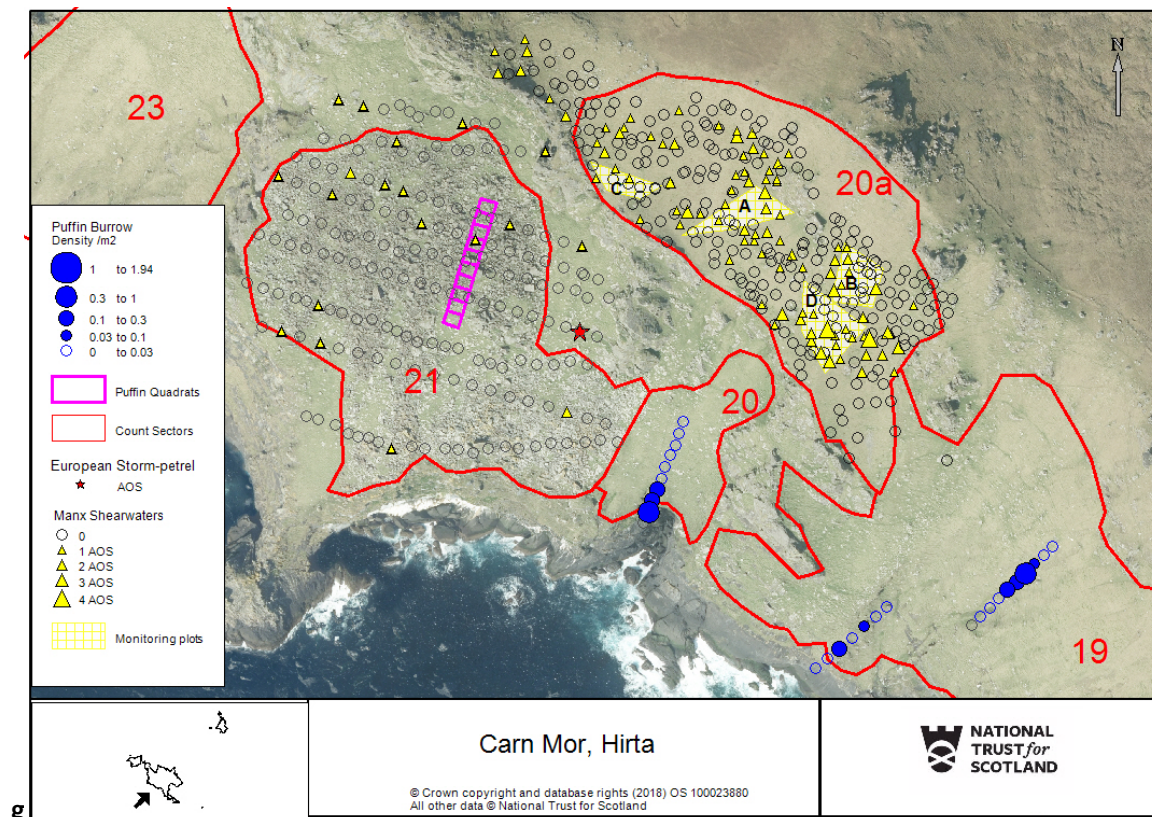 N
23
20a
C
A
B
D
21
20
19
Puffin Burrow
Density /m2
1 to 1.94
0.3 to 1
0.1 to 0.3
0.03 to 0.1
0 to 0.03
Puffin Quadrats
Count Sectors
European Storm-petrel
AOS
Manx Shearwaters
0
1 AOS
2 AOS
3 AOS
4 AOS
Monitoring plots
g
Carn Mor, Hirta
© Crown copyright and database rights (2018) OS 100023880
All other data © National Trust for Scotland
NATIONAL
TRUST for
SCOTLAND